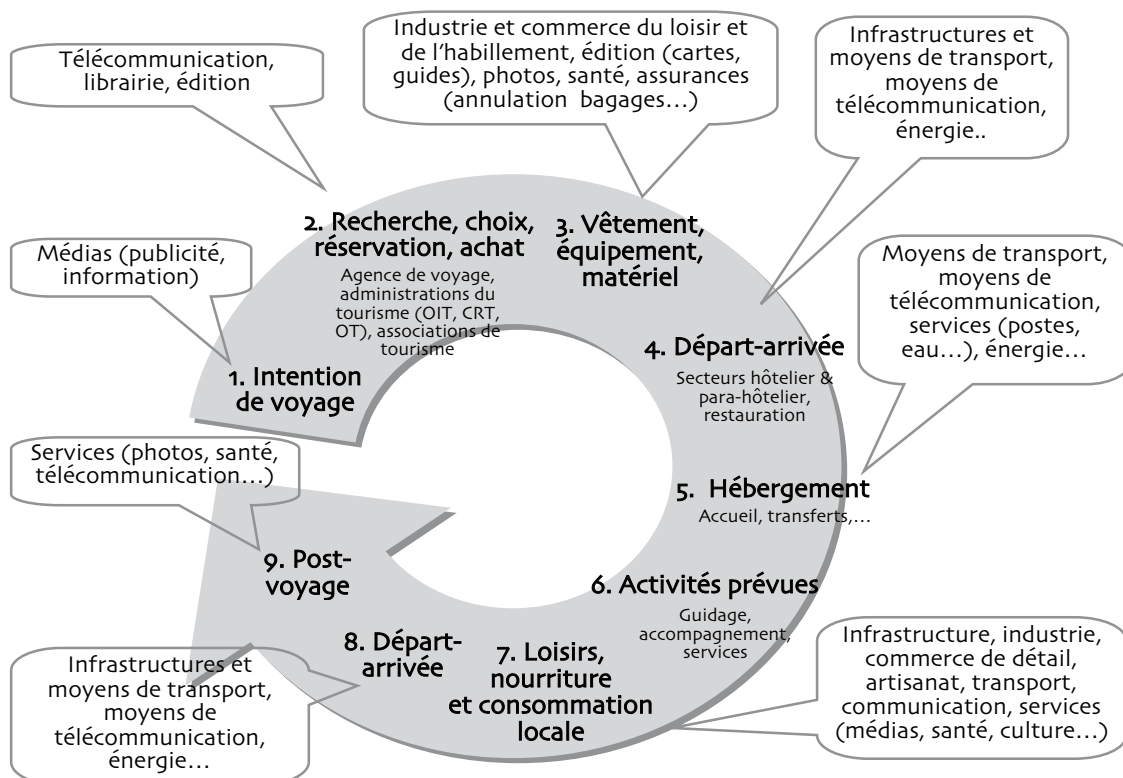 Télécommunication,
librairie, édition
Industrie et commerce du loisir et
de l'habillement, édition (cartes,
guides), photos, santé, assurances
(annulation bagages…)
Infrastructures et
moyens de transport,
moyens de
télécommunication,
énergie..
Médias (publicité,
information)
2. Recherche, choix,
réservation, achat
Agence de voyage,
administrations du
tourisme (OIT, CRT,
OT), associations de
tourisme
3. Vêtement,
équipement,
matériel
Moyens de transport,
moyens de
télécommunication,
services (postes,
eau…), énergie…
1. Intention
de voyage
4. Départ-arrivée
Secteurs hôtelier &
para-hôtelier,
restauration
Services (photos, santé,
télécommunication…)
5. Hébergement
Accueil, transferts,…
9. Post-
voyage
6. Activités prévues
Guidage,
accompagnement,
services
8. Départ-
arrivée
7. Loisirs,
nourriture
et consommation
locale
Infrastructures et
moyens de transport,
moyens de
télécommunication,
énergie…
Infrastructure, industrie,
commerce de détail,
artisanat, transport,
communication, services
(médias, santé, culture…)